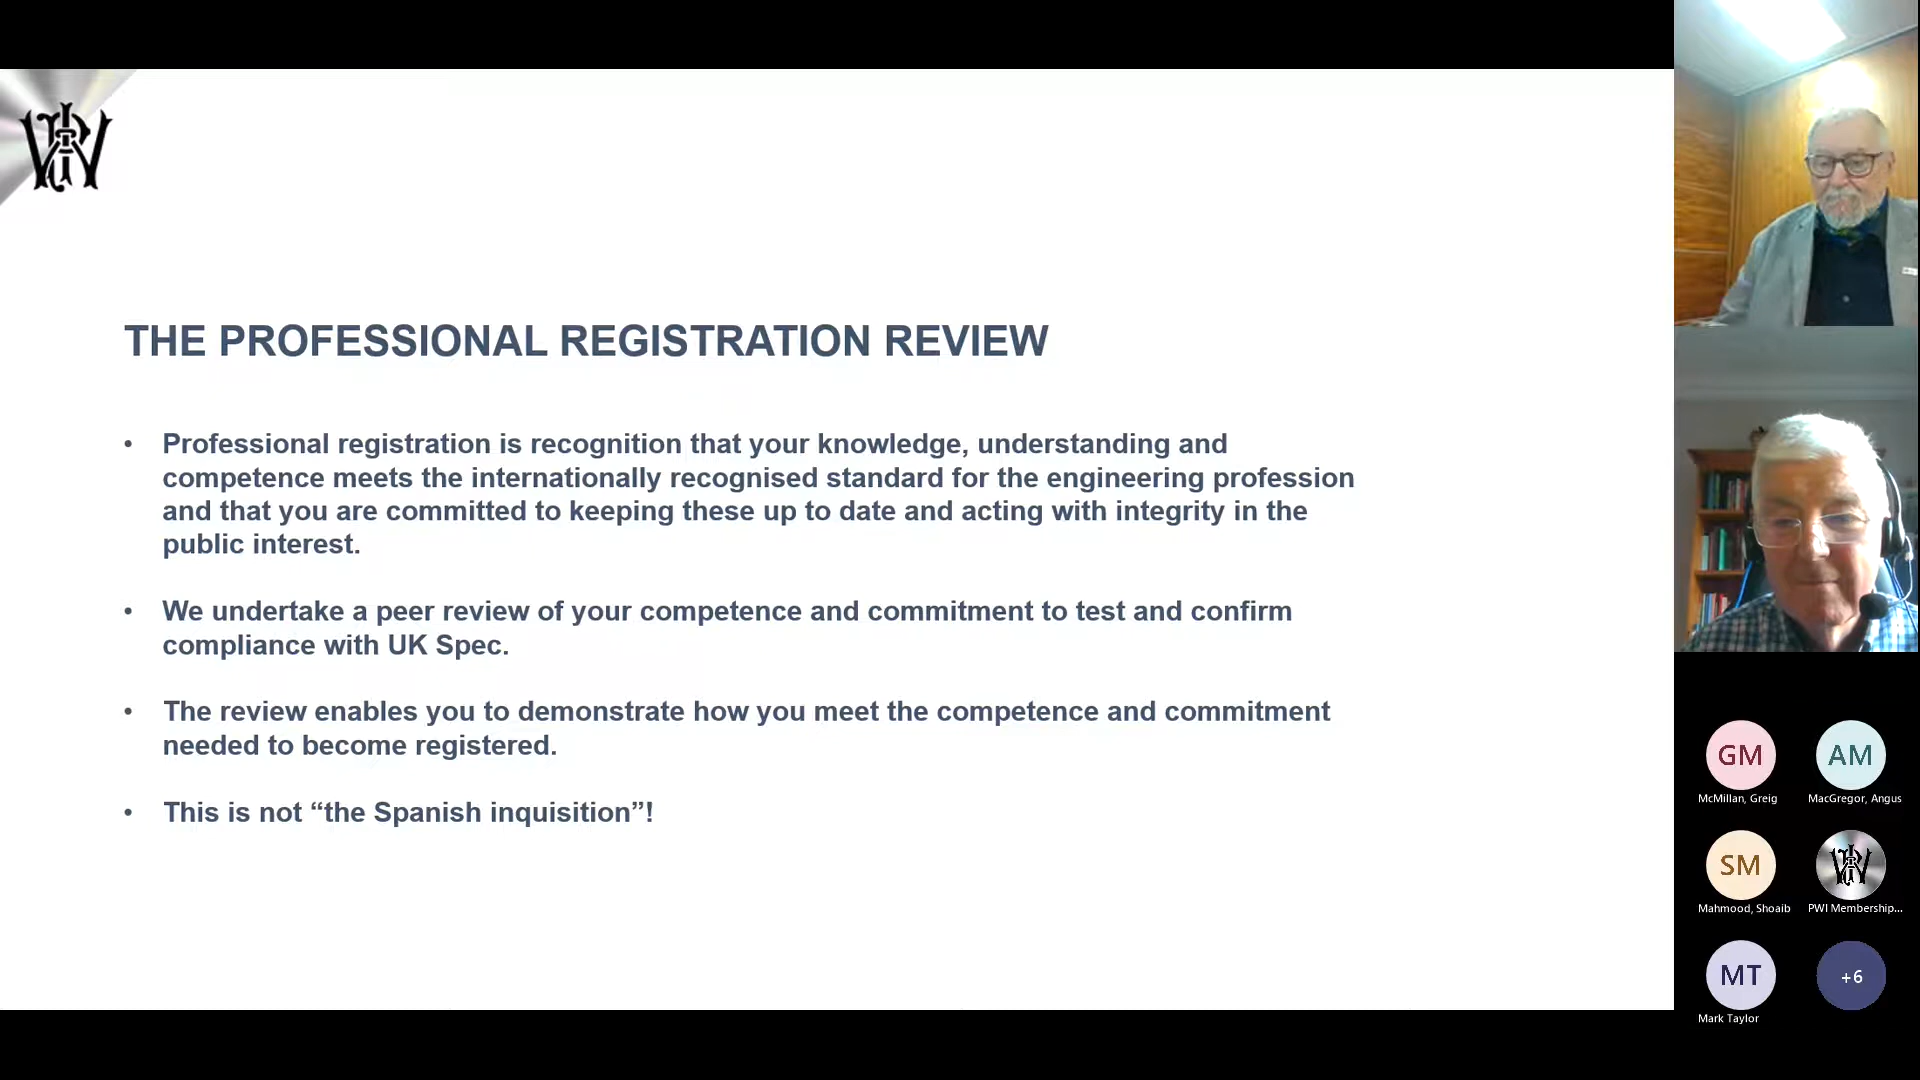 THE PROFESSIONAL REGISTRATION REVIEW
• Professional registration is recognition that your knowledge, understanding and
competence meets the internationally recognised standard for the engineering profession
and that you are committed to keeping these up to date and acting with integrity in the
public interest.
• We undertake a peer review of your competence and commitment to test and confirm
compliance with UK Spec.
• The review enables you to demonstrate how you meet the competence and commitment
needed to become registered.
• This is not “the Spanish inquisition”!
GM
AM
McMillan, Greig
MacGregor, Angus
SM
Mahmood, Shoaib
PWI Membership...
MT
+6
Mark Taylor